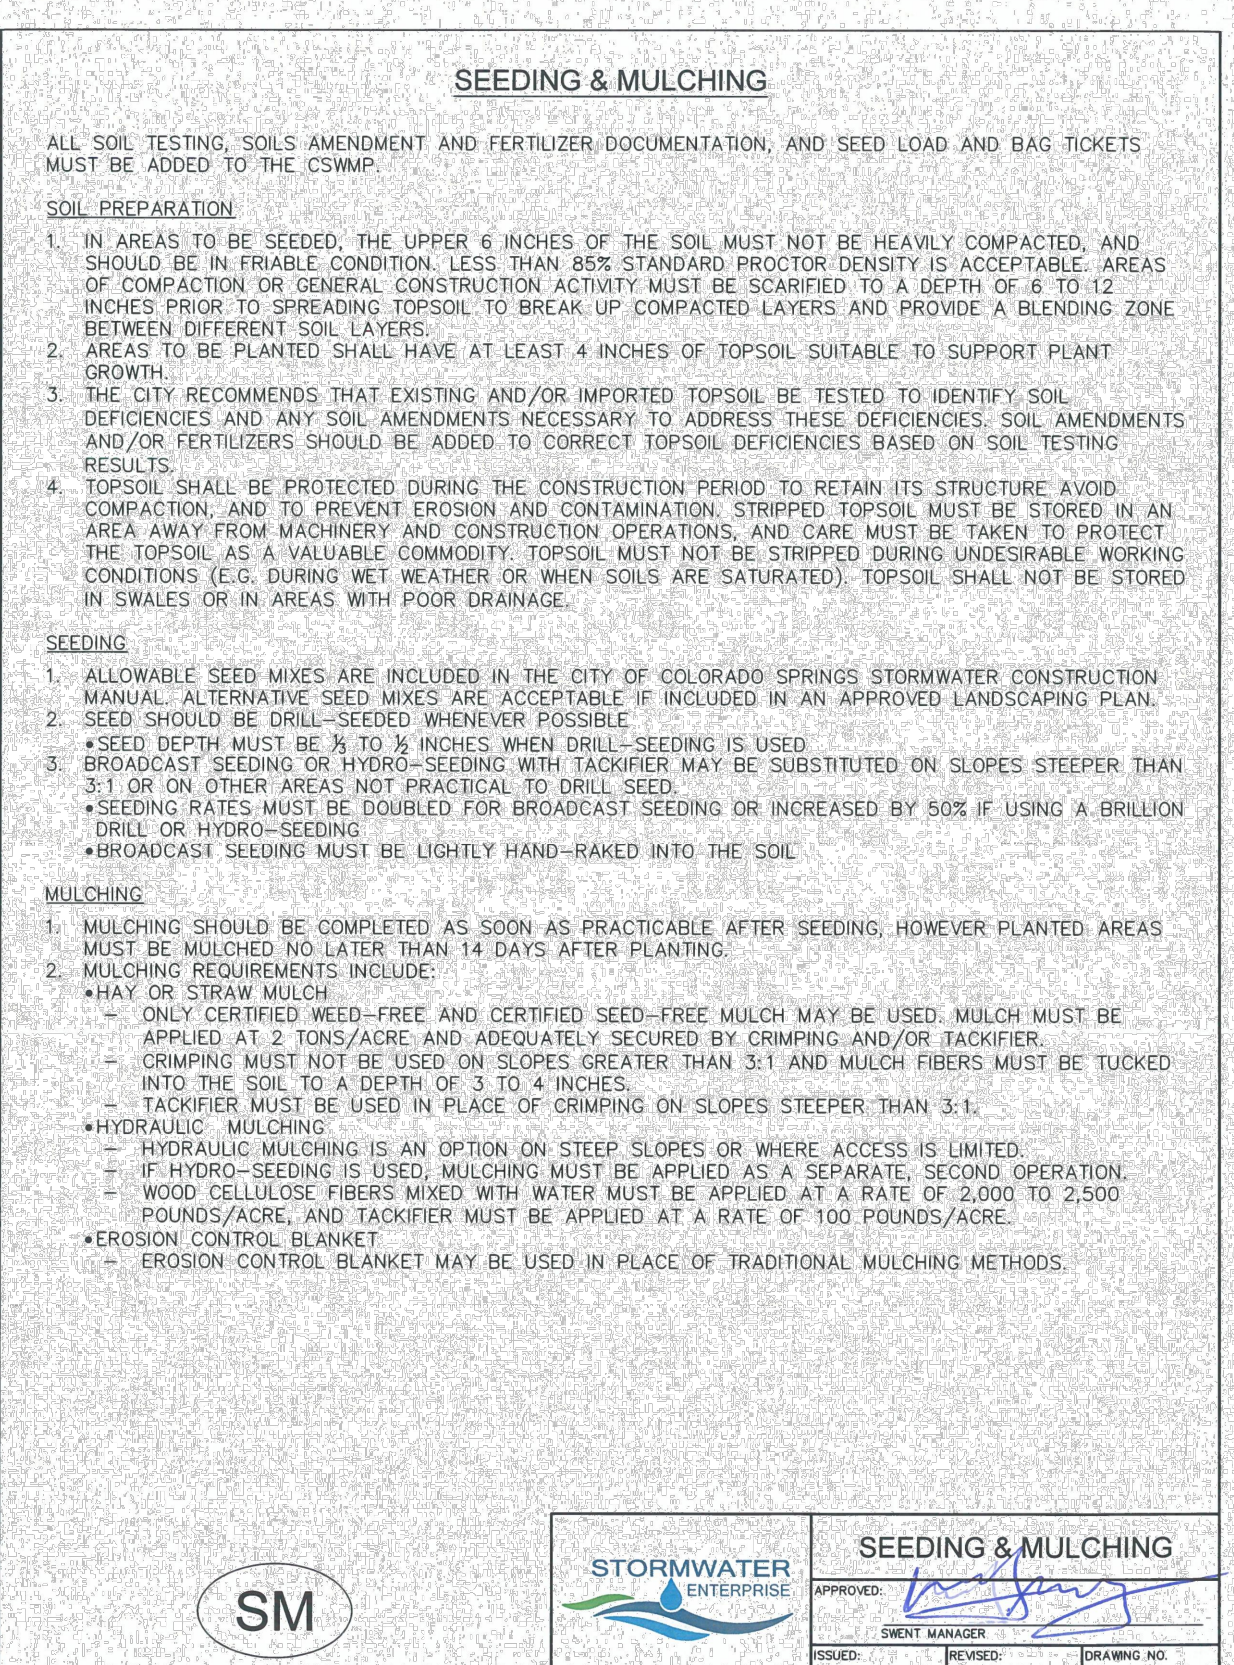 SEEDING & MULCHING
ALL SOIL TESTING, SOILS AMENDMENT AND FERTILIZER DOCUMENTATION, AND SEED LOAD AND BAG TICKETS
MUST BE ADDED TO THE CSWMP.
SOIL PREPARATION
1. IN AREAS TO BE SEEDED, THE UPPER 6 INCHES OF THE SOIL MUST NOT BE HEAVILY COMPACTED, AND
SHOULD BE IN FRIABLE CONDITION. LESS THAN 85% STANDARD PROCTOR DENSITY IS ACCEPTABLE. AREAS
OF COMPACTION OR GENERAL CONSTRUCTION ACTIVITY MUST BE SCARIFIED TO A DEPTH OF 6 TO 12
INCHES PRIOR TO SPREADING TOPSOIL TO BREAK UP COMPACTED LAYERS AND PROVIDE A BLENDING ZONE
BETWEEN DIFFERENT SOIL LAYERS.
2. AREAS TO BE PLANTED SHALL HAVE AT LEAST 4 INCHES OF TOPSOIL SUITABLE TO SUPPORT PLANT
GROWTH.
3. THE CITY RECOMMENDS THAT EXISTING AND/OR IMPORTED TOPSOIL BE TESTED TO IDENTIFY SOIL
DEFICIENCIES AND ANY SOIL AMENDMENTS NECESSARY TO ADDRESS THESE DEFICIENCIES. SOIL AMENDMENTS
AND/OR FERTILIZERS SHOULD BE ADDED TO CORRECT TOPSOIL DEFICIENCIES BASED ON SOIL TESTING
RESULTS.
4. TOPSOIL SHALL BE PROTECTED DURING THE CONSTRUCTION PERIOD TO RETAIN ITS STRUCTURE AVOID
COMPACTION, AND TO PREVENT EROSION AND CONTAMINATION. STRIPPED TOPSOIL MUST BE STORED IN AN
AREA AWAY FROM MACHINERY AND CONSTRUCTION OPERATIONS, AND CARE MUST BE TAKEN TO PROTECT
THE TOPSOIL AS A VALUABLE COMMODITY. TOPSOIL MUST NOT BE STRIPPED DURING UNDESIRABLE WORKING
CONDITIONS (E.G. DURING WET WEATHER OR WHEN SOILS ARE SATURATED). TOPSOIL SHALL NOT BE STORED
IN SWALES OR IN AREAS WITH POOR DRAINAGE.
SEEDING
1. ALLOWABLE SEED MIXES ARE INCLUDED IN THE CITY OF COLORADO SPRINGS STORMWATER CONSTRUCTION
MANUAL. ALTERNATIVE SEED MIXES ARE ACCEPTABLE IF INCLUDED IN AN APPROVED LANDSCAPING PLAN.
2. SEED SHOULD BE DRILL-SEEDED WHENEVER POSSIBLE
•SEED DEPTH MUST BE ⅓ TO ½ INCHES WHEN DRILL-SEEDING IS USED
3. BROADCAST SEEDING OR HYDRO-SEEDING WITH TACKIFIER MAY BE SUBSTITUTED ON SLOPES STEEPER THAN
3:1 OR ON OTHER AREAS NOT PRACTICAL TO DRILL SEED.
•SEEDING RATES MUST BE DOUBLED FOR BROADCAST SEEDING OR INCREASED BY 50% IF USING A BRILLION
DRILL OR HYDRO-SEEDING
•BROADCAST SEEDING MUST BE LIGHTLY HAND-RAKED INTO THE SOIL
MULCHING
1. MULCHING SHOULD BE COMPLETED AS SOON AS PRACTICABLE AFTER SEEDING, HOWEVER PLANTED AREAS
MUST BE MULCHED NO LATER THAN 14 DAYS AFTER PLANTING.
2. MULCHING REQUIREMENTS INCLUDE:
•HAY OR STRAW MULCH
– ONLY CERTIFIED WEED-FREE AND CERTIFIED SEED-FREE MULCH MAY BE USED. MULCH MUST BE
APPLIED AT 2 TONS/ACRE AND ADEQUATELY SECURED BY CRIMPING AND/OR TACKIFIER.
– CRIMPING MUST NOT BE USED ON SLOPES GREATER THAN 3:1 AND MULCH FIBERS MUST BE TUCKED
INTO THE SOIL TO A DEPTH OF 3 TO 4 INCHES.
– TACKIFIER MUST BE USED IN PLACE OF CRIMPING ON SLOPES STEEPER THAN 3:1.
•HYDRAULIC MULCHING
– HYDRAULIC MULCHING IS AN OPTION ON STEEP SLOPES OR WHERE ACCESS IS LIMITED.
– IF HYDRO-SEEDING IS USED, MULCHING MUST BE APPLIED AS A SEPARATE, SECOND OPERATION.
– WOOD CELLULOSE FIBERS MIXED WITH WATER MUST BE APPLIED AT A RATE OF 2,000 TO 2,500
POUNDS/ACRE, AND TACKIFIER MUST BE APPLIED AT A RATE OF 100 POUNDS/ACRE.
•EROSION CONTROL BLANKET
– EROSION CONTROL BLANKET MAY BE USED IN PLACE OF TRADITIONAL MULCHING METHODS.
SM
STORMWATER
ENTERPRISE
SEEDING & MULCHING
APPROVED:
SWENT MANAGER
ISSUED: REVISED: DRAWING NO.